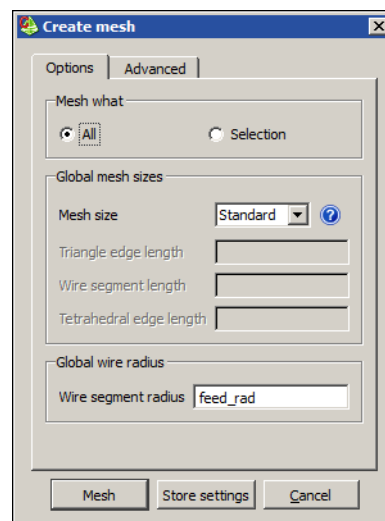 Create mesh
Options Advanced
Mesh what
All Selection
Global mesh sizes
Mesh size Standard ?
Triangle edge length
Wire segment length
Tetrahedral edge length
Global wire radius
Wire segment radius feed_rad
Mesh Store settings Cancel